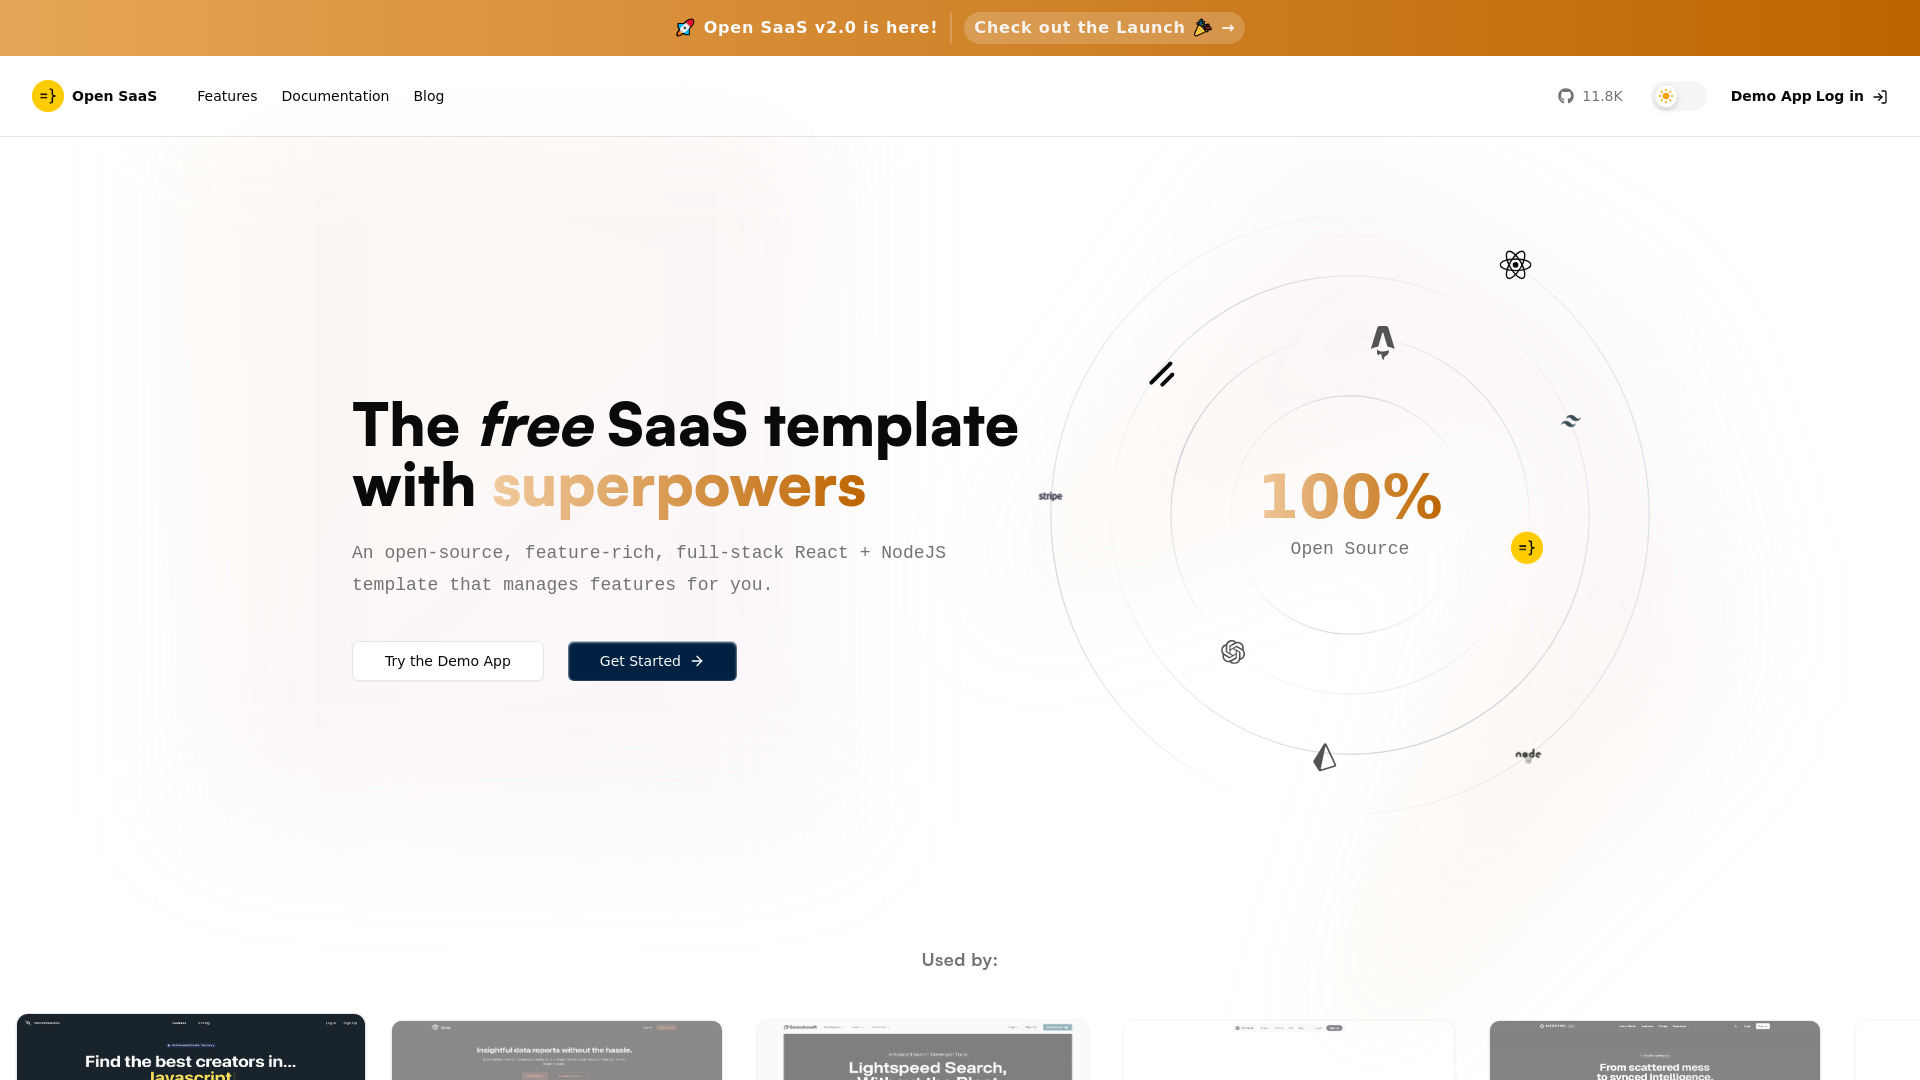 🚀 Open SaaS v2.0 is here! Check out the Launch 🎉 →
=} Open SaaS Features Documentation Blog 11.8K Demo App Log in
The free SaaS template
with superpowers
An open-source, feature-rich, full-stack React + NodeJS
template that manages features for you.
Try the Demo App Get Started →
stripe
100%
=}
Open Source
node
Used by:
Find the best creators in...
Javascript
Insightful data reports without the hassle.
Lightspeed Search,
Without the
From scattered mess
to synced intelligence.